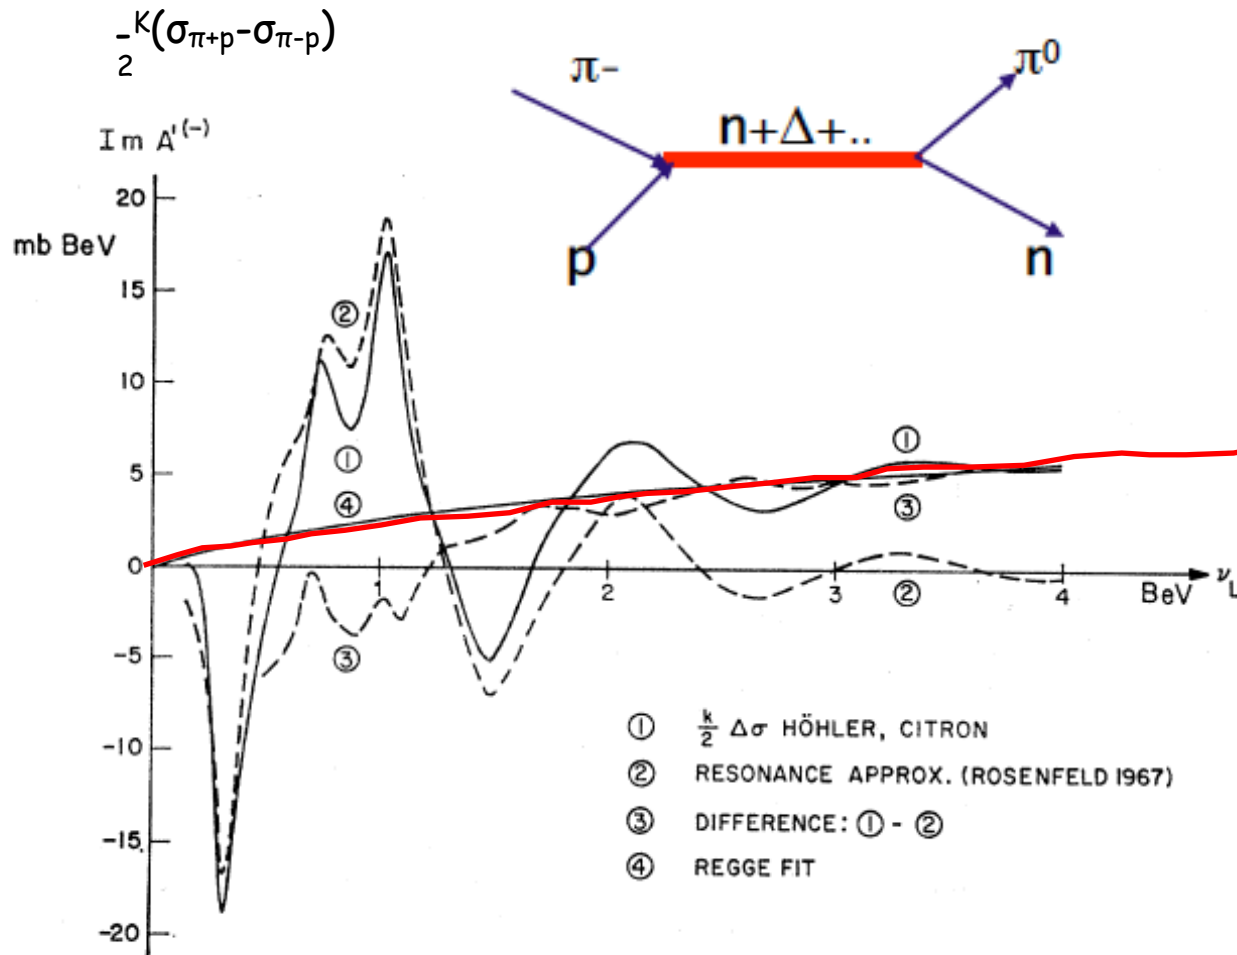 -K(σπ+p-σπ-p)
2
π-
π⁰
n+Δ+..
p
n
Im A'⁽⁻⁾
mb BeV
20
15
10
5
0
-5
-10
-15
-20
②
①
④
③
①
③
②
1
2
3
4
BeV
νL
① k/2 Δσ HÖHLER, CITRON
② RESONANCE APPROX. (ROSENFELD 1967)
③ DIFFERENCE: ① - ②
④ REGGE FIT